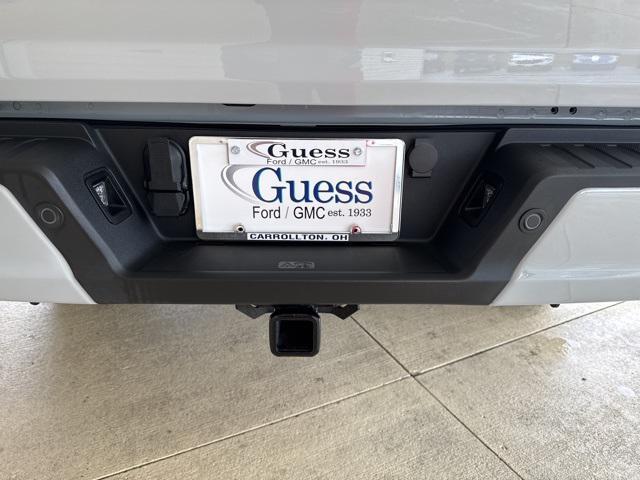 Guess
Ford / GMC est. 1933
Guess
Ford / GMC est. 1933
CARROLLTON, OH